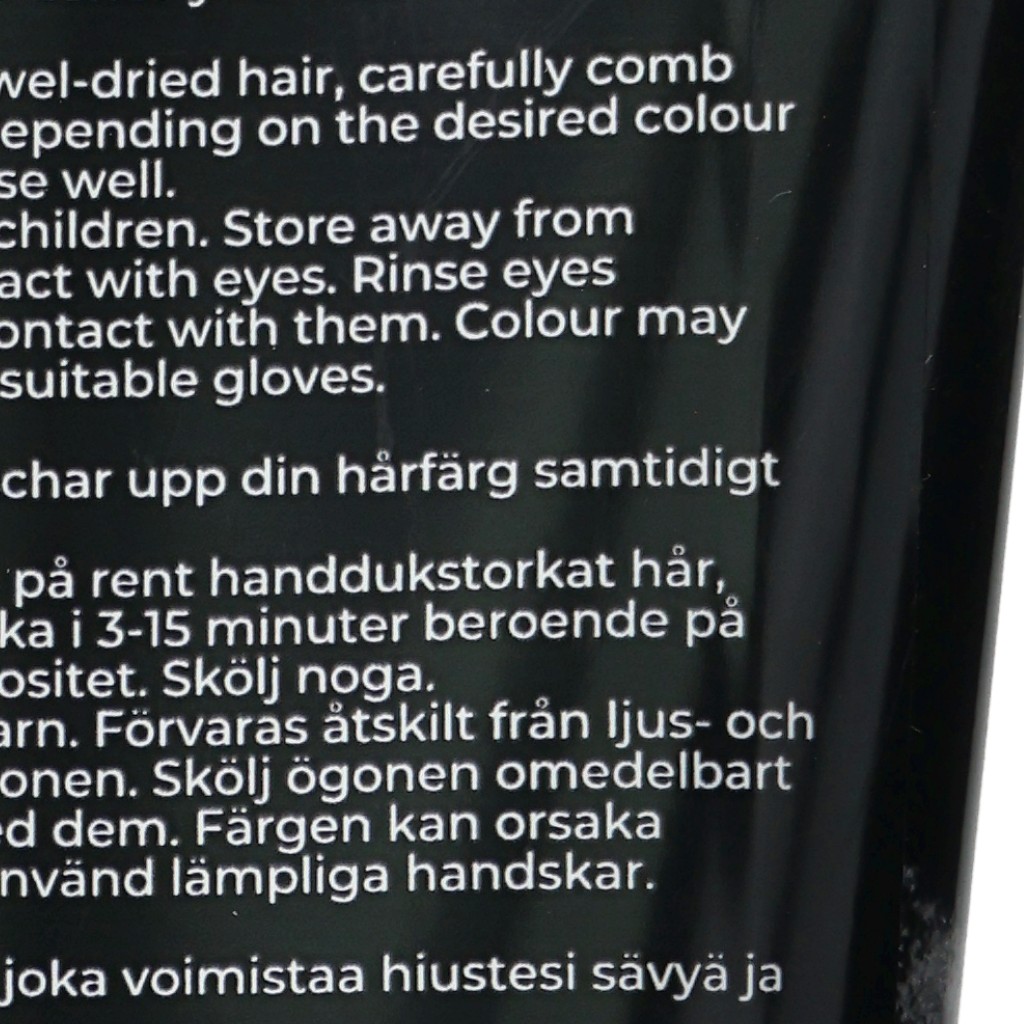 wel-dried hair, carefully comb
epending on the desired colour
se well.
children. Store away from
act with eyes. Rinse eyes
ontact with them. Colour may
suitable gloves.
char upp din hårfärg samtidigt
på rent handdukstorkat hår,
ka i 3-15 minuter beroende på
ositet. Skölj noga.
arn. Förvaras åtskilt från ljus- och
onen. Skölj ögonen omedelbart
ed dem. Färgen kan orsaka
nvänd lämpliga handskar.
joka voimistaa hiustesi sävyä ja